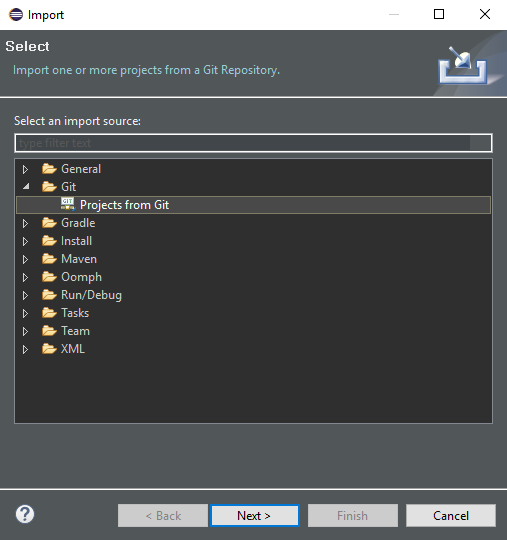 Import
Select
Import one or more projects from a Git Repository.
Select an import source:
type filter text
General
Git
GIT
Projects from Git
Gradle
Install
Maven
Oomph
Run/Debug
Tasks
Team
XML
?
< Back
Next >
Finish
Cancel